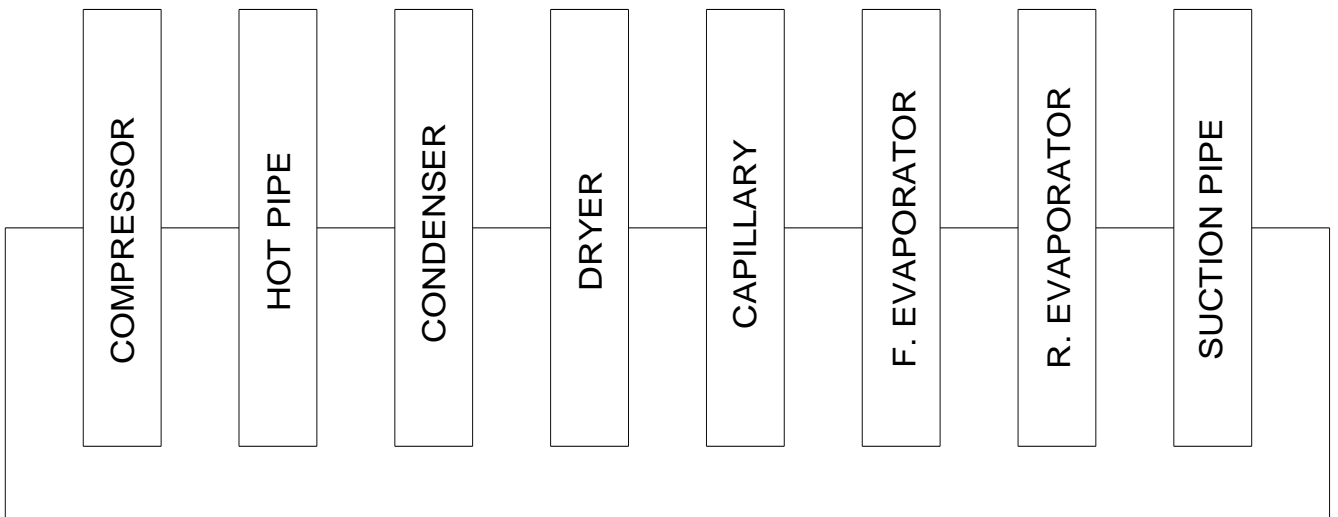 COMPRESSOR
HOT PIPE
CONDENSER
DRYER
CAPILLARY
F. EVAPORATOR
R. EVAPORATOR
SUCTION PIPE